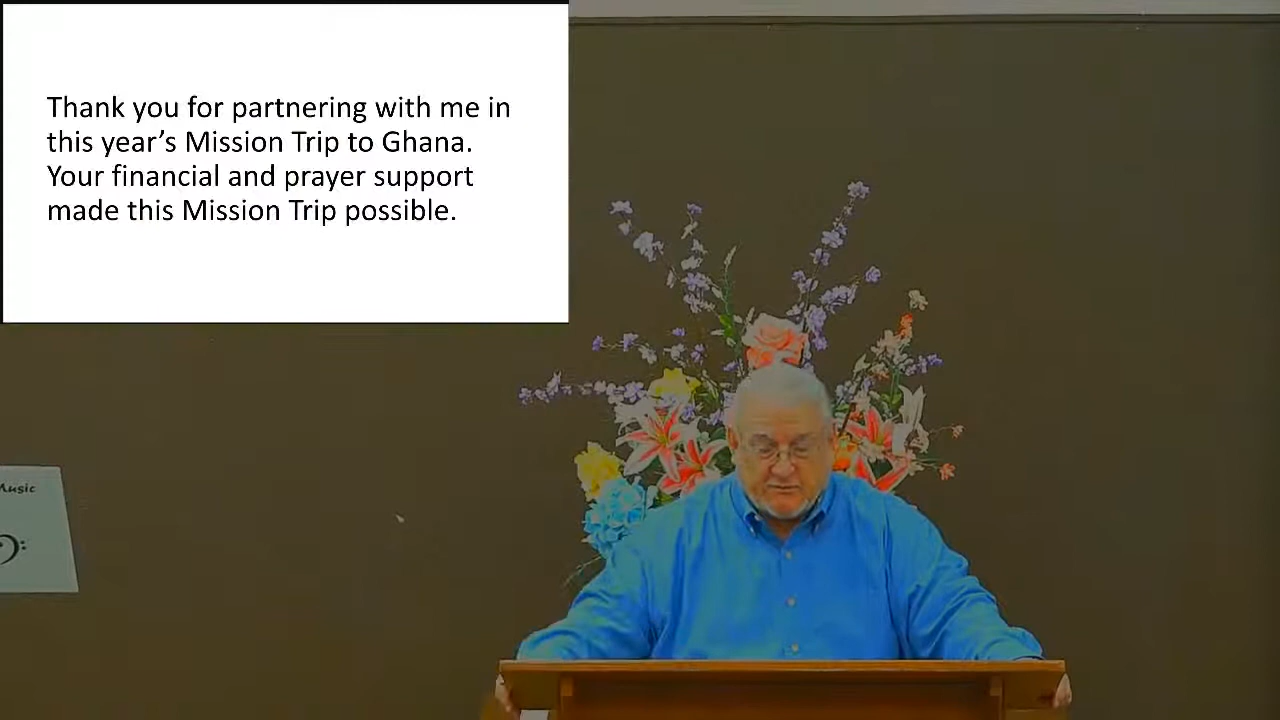 Thank you for partnering with me in
this year's Mission Trip to Ghana.
Your financial and prayer support
made this Mission Trip possible.
Music